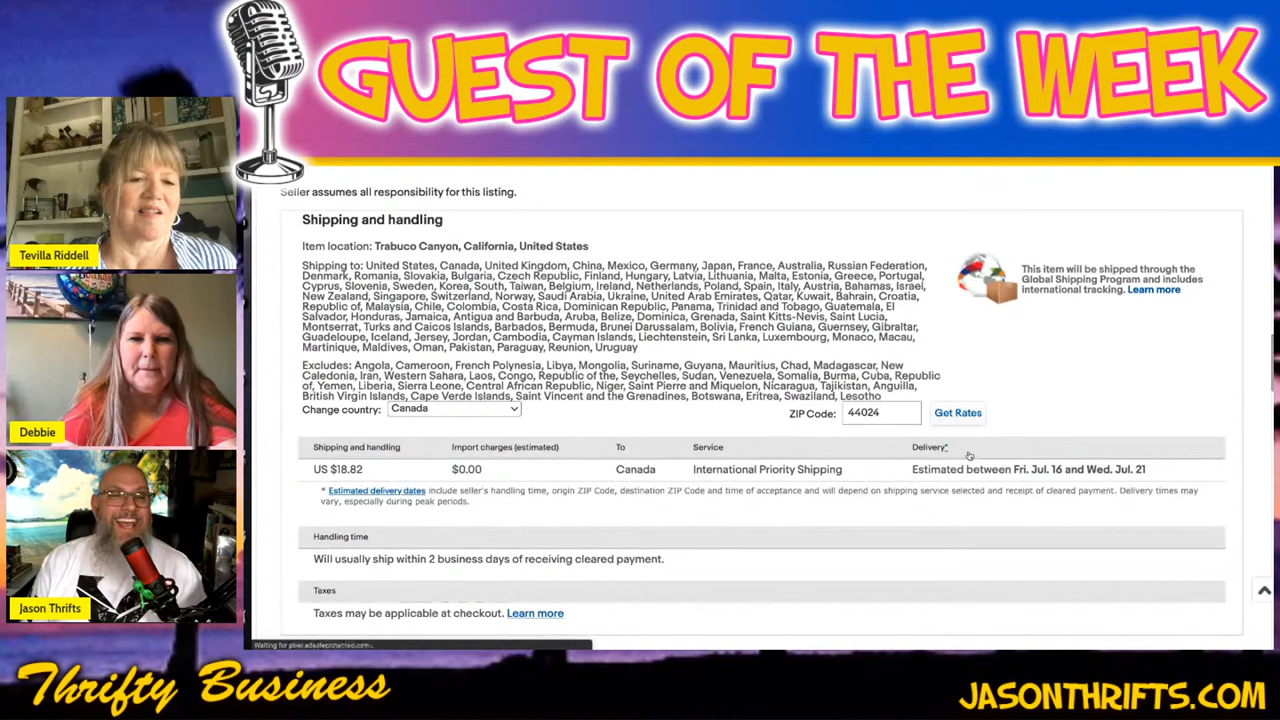 GUEST OF THE WEEK
Tevilla Riddell
Debbie
Jason Thrifts
Seller assumes all responsibility for this listing.
Shipping and handling
Item location: Trabuco Canyon, California, United States
Shipping to: United States, Canada, United Kingdom, China, Mexico, Germany, Japan, France, Australia, Russian Federation,
Denmark, Romania, Slovakia, Bulgaria, Czech Republic, Finland, Hungary, Latvia, Lithuania, Malta, Estonia, Greece, Portugal,
Cyprus, Slovenia, Sweden, Korea, South, Taiwan, Belgium, Ireland, Netherlands, Poland, Spain, Italy, Austria, Bahamas, Israel,
New Zealand, Singapore, Switzerland, Norway, Saudi Arabia, Ukraine, United Arab Emirates, Qatar, Kuwait, Bahrain, Croatia,
Republic of, Malaysia, Chile, Colombia, Costa Rica, Dominican Republic, Panama, Trinidad and Tobago, Guatemala, El
Salvador, Honduras, Jamaica, Antigua and Barbuda, Aruba, Belize, Dominica, Grenada, Saint Kitts-Nevis, Saint Lucia,
Montserrat, Turks and Caicos Islands, Barbados, Bermuda, Brunei Darussalam, Bolivia, French Guiana, Guernsey, Gibraltar,
Guadeloupe, Iceland, Jersey, Jordan, Cambodia, Cayman Islands, Liechtenstein, Sri Lanka, Luxembourg, Monaco, Macau,
Martinique, Maldives, Oman, Pakistan, Paraguay, Reunion, Uruguay
Excludes: Angola, Cameroon, French Polynesia, Libya, Mongolia, Suriname, Guyana, Mauritius, Chad, Madagascar, New
Caledonia, Iran, Western Sahara, Laos, Congo, Republic of the, Seychelles, Sudan, Venezuela, Somalia, Burma, Cuba, Republic
of, Yemen, Liberia, Sierra Leone, Central African Republic, Niger, Saint Pierre and Miquelon, Nicaragua, Tajikistan, Anguilla,
British Virgin Islands, Cape Verde Islands, Saint Vincent and the Grenadines, Botswana, Eritrea, Swaziland, Lesotho
This item will be shipped through the
Global Shipping Program and includes
international tracking. Learn more
Change country: Canada ZIP Code: 44024 Get Rates
Shipping and handling Import charges (estimated) To Service Delivery*
US $18.82 $0.00 Canada International Priority Shipping Estimated between Fri. Jul. 16 and Wed. Jul. 21
* Estimated delivery dates include seller's handling time, origin ZIP Code, destination ZIP Code and time of acceptance and will depend on shipping service selected and receipt of cleared payment. Delivery times may
vary, especially during peak periods.
Handling time
Will usually ship within 2 business days of receiving cleared payment.
Taxes
Taxes may be applicable at checkout. Learn more
Thrifty Business
JASONTHRIFTS.COM